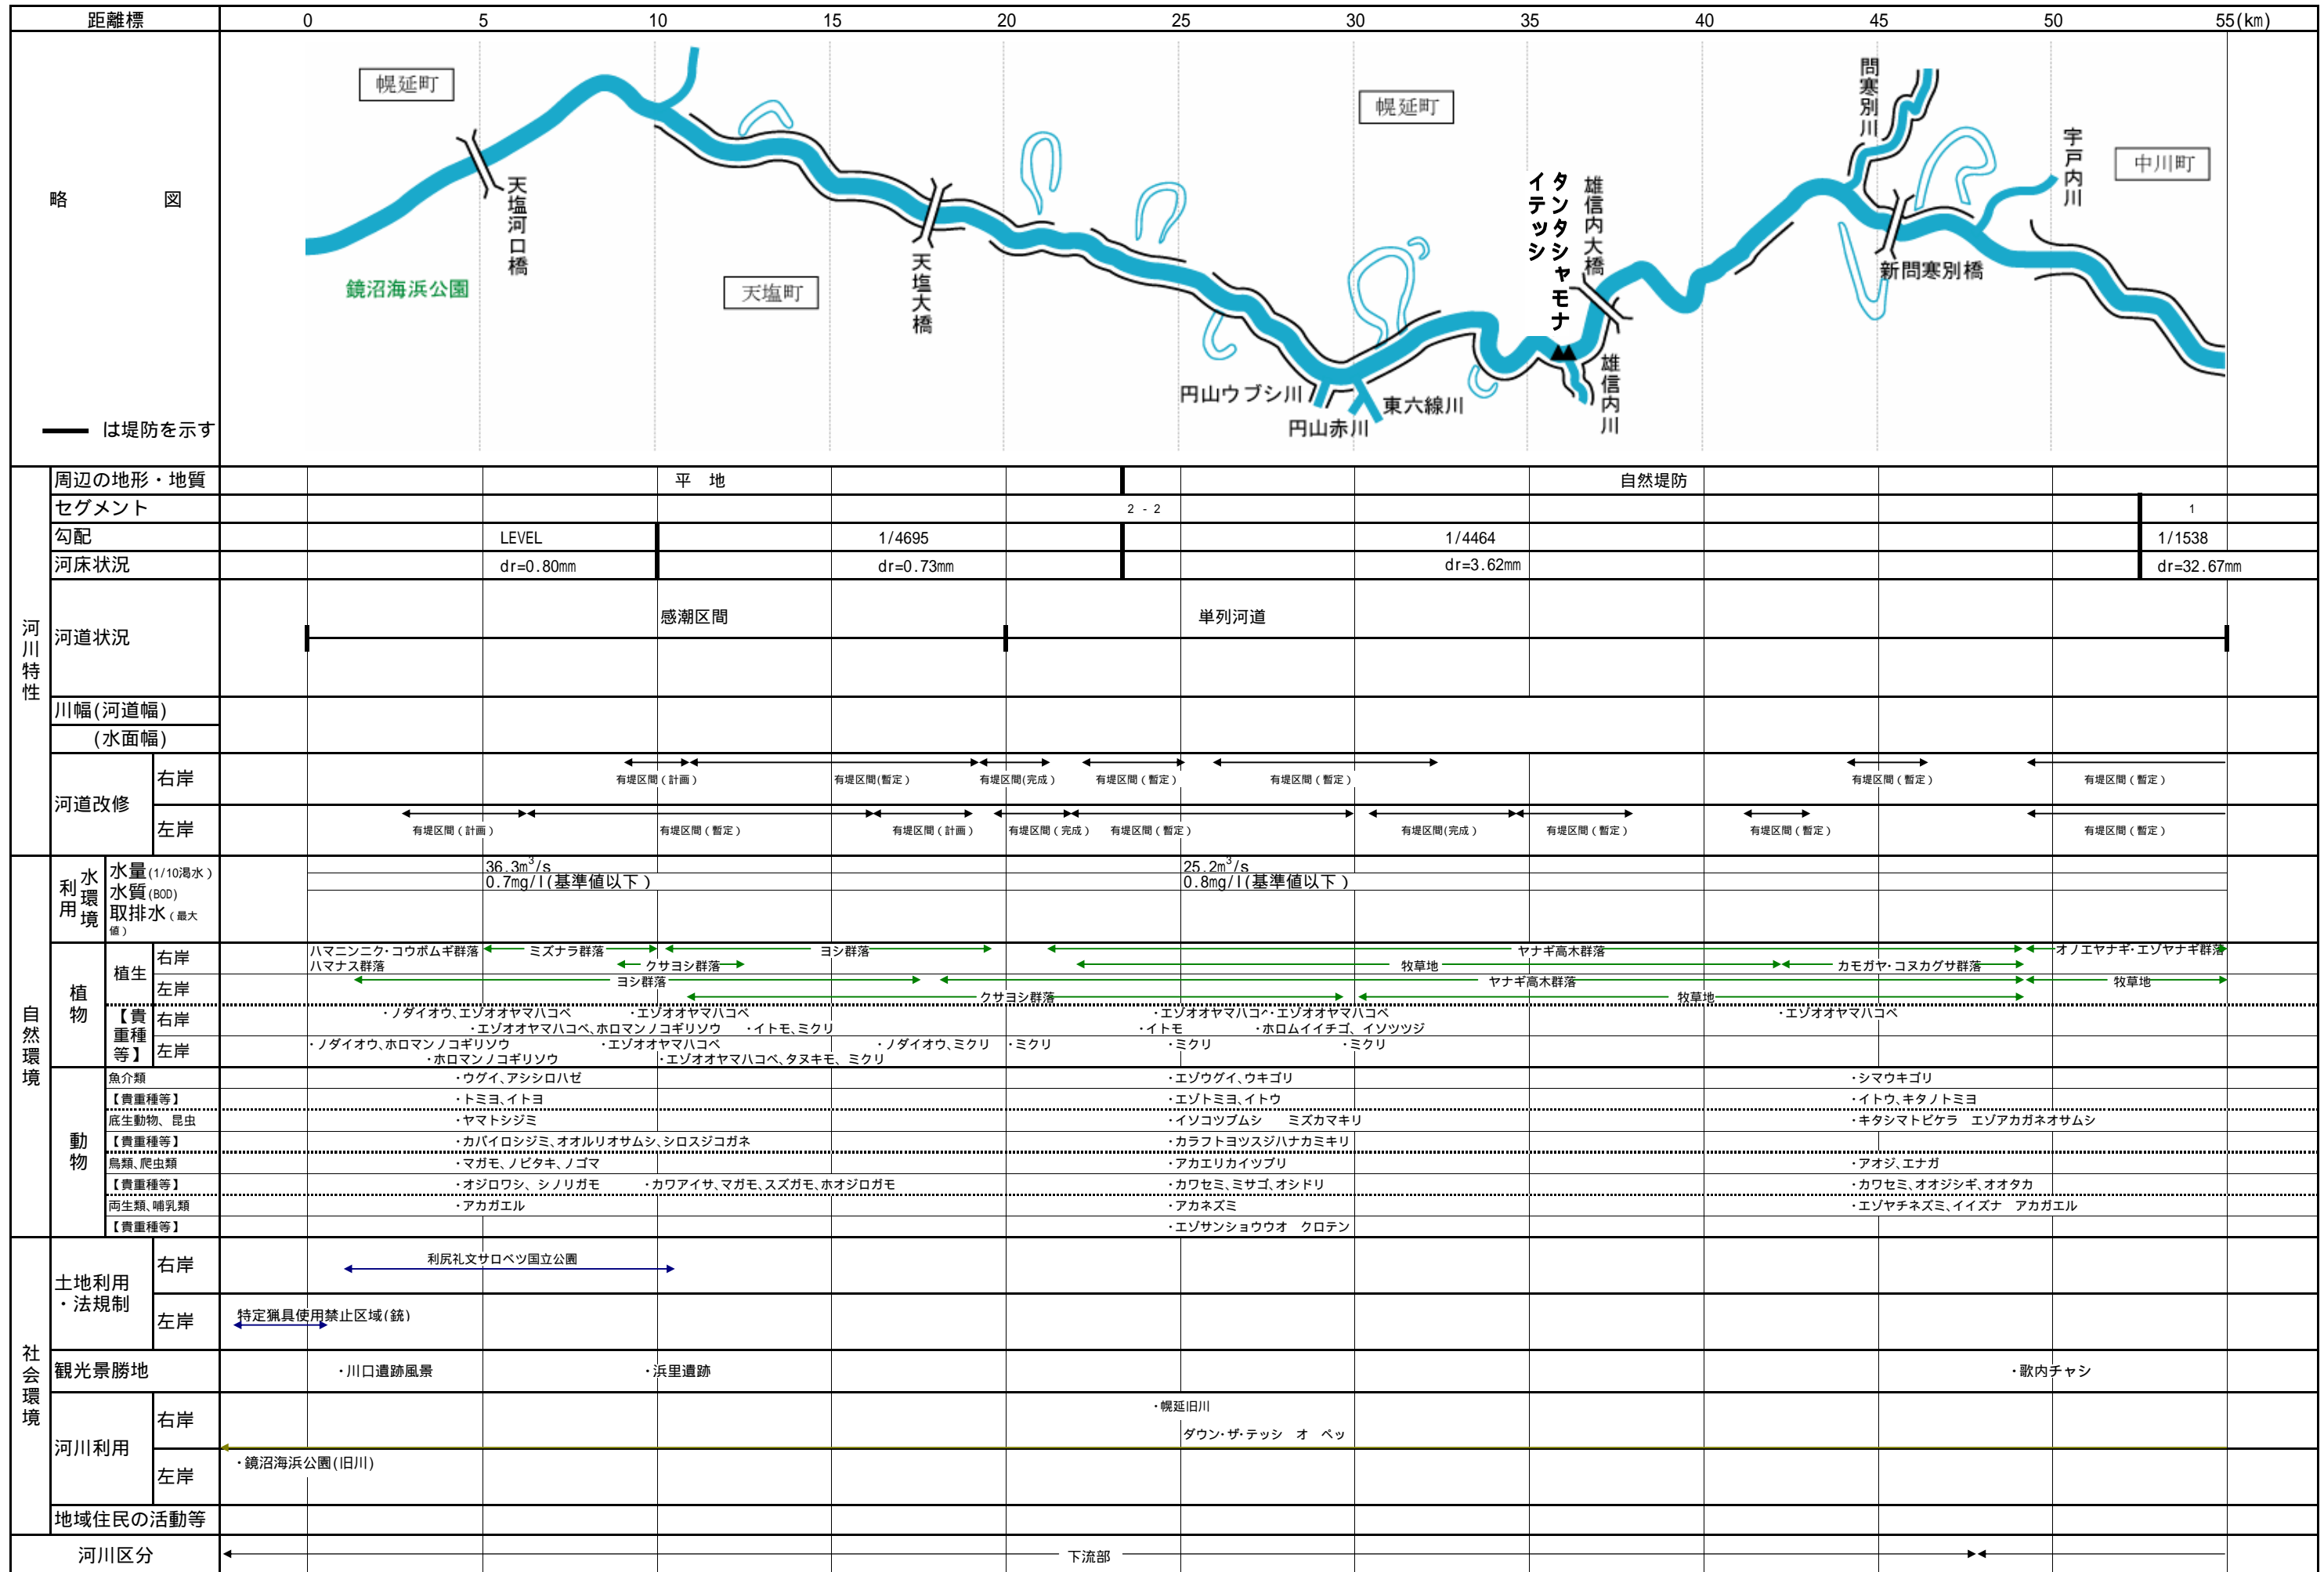 距離標 0 5 10 15 20 25 30 35 40 45 50 55(km)
略 図
幌延町
天塩河口橋
鏡沼海浜公園
天塩町
天塩大橋
幌延町
円山ウブシ川
円山赤川
東六線川
タンタシャモナイテッシ
雄信内大橋
雄信内川
問寒別川
新問寒別橋
宇戸内川
中川町
は堤防を示す
河川特性
周辺の地形・地質 平 地 自然堤防
セグメント 2 - 2 1
勾配 LEVEL 1/4695 1/4464 1/1538
河床状況 dr=0.80mm dr=0.73mm dr=3.62mm dr=32.67mm
河道状況 感潮区間 単列河道
川幅(河道幅)
(水面幅)
河道改修
右岸 有堤区間(計画) 有堤区間(暫定) 有堤区間(完成) 有堤区間(暫定) 有堤区間(暫定) 有堤区間(暫定) 有堤区間(暫定)
左岸 有堤区間(計画) 有堤区間(暫定) 有堤区間(計画) 有堤区間(完成) 有堤区間(暫定) 有堤区間(完成) 有堤区間(暫定) 有堤区間(暫定) 有堤区間(暫定)
自然環境
水環境利用
水量(1/10渇水) 36.3m³/s 25.2m³/s
水質(BOD) 0.7mg/l(基準値以下) 0.8mg/l(基準値以下)
取排水(最大値)
植物
植生
右岸 ハマニンニク・コウボムギ群落 ミズナラ群落 ヨシ群落 ヤナギ高木群落 オノエヤナギ・エゾヤナギ群落
ハマナス群落 クサヨシ群落 牧草地 カモガヤ・コヌカグサ群落
左岸 ヨシ群落 ヤナギ高木群落 牧草地
クサヨシ群落 牧草地
【貴重種等】
右岸 ・ノダイオウ、エゾオオヤマハコベ ・エゾオオヤマハコベ ・エゾオオヤマハコベ・エゾオオヤマハコベ ・エゾオオヤマハコベ
・エゾオオヤマハコベ、ホロマンノコギリソウ ・イトモ、ミクリ ・イトモ ・ホロムイイチゴ、イソツツジ
左岸 ・ノダイオウ、ホロマンノコギリソウ ・エゾオオヤマハコベ ・ノダイオウ、ミクリ ・ミクリ ・ミクリ ・ミクリ
・ホロマンノコギリソウ ・エゾオオヤマハコベ、タヌキモ、ミクリ
動物
魚介類 ・ウグイ、アシシロハゼ ・エゾウグイ、ウキゴリ ・シマウキゴリ
【貴重種等】 ・トミヨ、イトヨ ・エゾトミヨ、イトウ ・イトウ、キタノトミヨ
底生動物、昆虫 ・ヤマトシジミ ・イソコツブムシ ミズカマキリ ・キタシマトビケラ エゾアカガネオサムシ
【貴重種等】 ・カバイロシジミ、オオルリオサムシ、シロスジコガネ ・カラフトヨツスジハナカミキリ
鳥類、爬虫類 ・マガモ、ノビタキ、ノゴマ ・アカエリカイツブリ ・アオジ、エナガ
【貴重種等】 ・オジロワシ、シノリガモ ・カワアイサ、マガモ、スズガモ、ホオジロガモ ・カワセミ、ミサゴ、オシドリ ・カワセミ、オオジシギ、オオタカ
両生類、哺乳類 ・アカガエル ・アカネズミ ・エゾヤチネズミ、イイズナ アカガエル
【貴重種等】 ・エゾサンショウウオ クロテン
社会環境
土地利用・法規制
右岸 利尻礼文サロベツ国立公園
左岸 特定猟具使用禁止区域(銃)
観光景勝地 ・川口遺跡風景 ・浜里遺跡 ・歌内チャシ
河川利用
右岸 ・幌延旧川
ダウン・ザ・テッシ オ ペッ
左岸 ・鏡沼海浜公園(旧川)
地域住民の活動等
河川区分 下流部